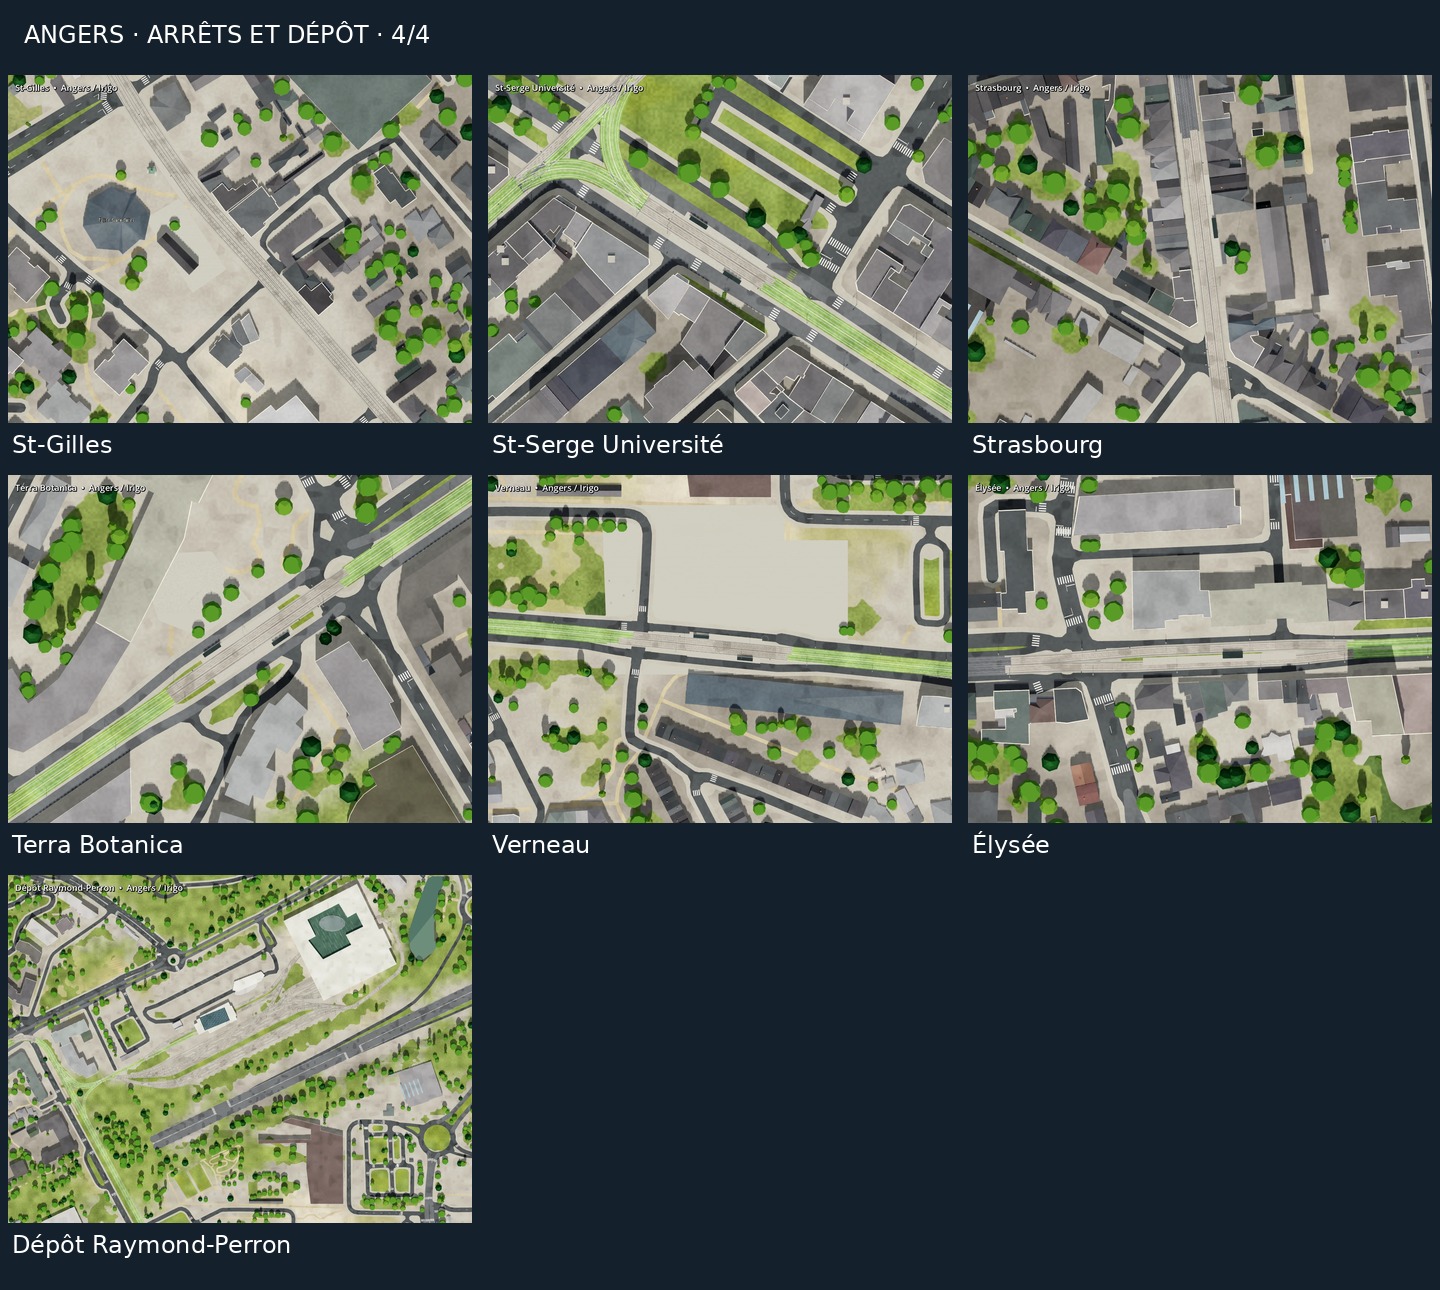 ANGERS · ARRÊTS ET DÉPÔT · 4/4
St-Gilles • Angers / Irigo
St-Serge Université • Angers / Irigo
Strasbourg • Angers / Irigo
St-Gilles
St-Serge Université
Strasbourg
Terra Botanica • Angers / Irigo
Verneau • Angers / Irigo
Élysée • Angers / Irigo
Terra Botanica
Verneau
Élysée
Dépôt Raymond-Perron • Angers / Irigo
Dépôt Raymond-Perron